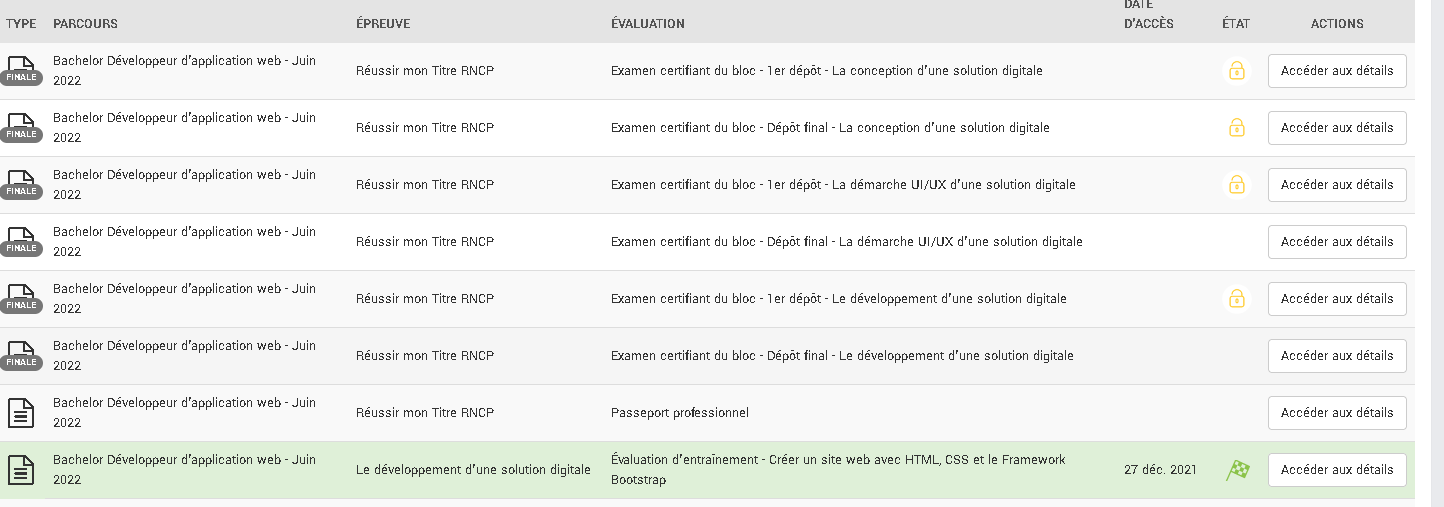 DATE
TYPE PARCOURS ÉPREUVE ÉVALUATION D'ACCÈS ÉTAT ACTIONS
Bachelor Développeur d'application web - Juin
2022
FINALE
Réussir mon Titre RNCP
Examen certifiant du bloc - 1er dépôt - La conception d'une solution digitale
Accéder aux détails
Bachelor Développeur d'application web - Juin
2022
FINALE
Réussir mon Titre RNCP
Examen certifiant du bloc - Dépôt final - La conception d'une solution digitale
Accéder aux détails
Bachelor Développeur d'application web - Juin
2022
FINALE
Réussir mon Titre RNCP
Examen certifiant du bloc - 1er dépôt - La démarche UI/UX d'une solution digitale
Accéder aux détails
Bachelor Développeur d'application web - Juin
2022
FINALE
Réussir mon Titre RNCP
Examen certifiant du bloc - Dépôt final - La démarche UI/UX d'une solution digitale
Accéder aux détails
Bachelor Développeur d'application web - Juin
2022
FINALE
Réussir mon Titre RNCP
Examen certifiant du bloc - 1er dépôt - Le développement d'une solution digitale
Accéder aux détails
Bachelor Développeur d'application web - Juin
2022
FINALE
Réussir mon Titre RNCP
Examen certifiant du bloc - Dépôt final - Le développement d'une solution digitale
Accéder aux détails
Bachelor Développeur d'application web - Juin
2022
Réussir mon Titre RNCP
Passeport professionnel
Accéder aux détails
Bachelor Développeur d'application web - Juin
2022
Le développement d'une solution digitale
Évaluation d'entraînement - Créer un site web avec HTML, CSS et le Framework
Bootstrap
27 déc. 2021
Accéder aux détails